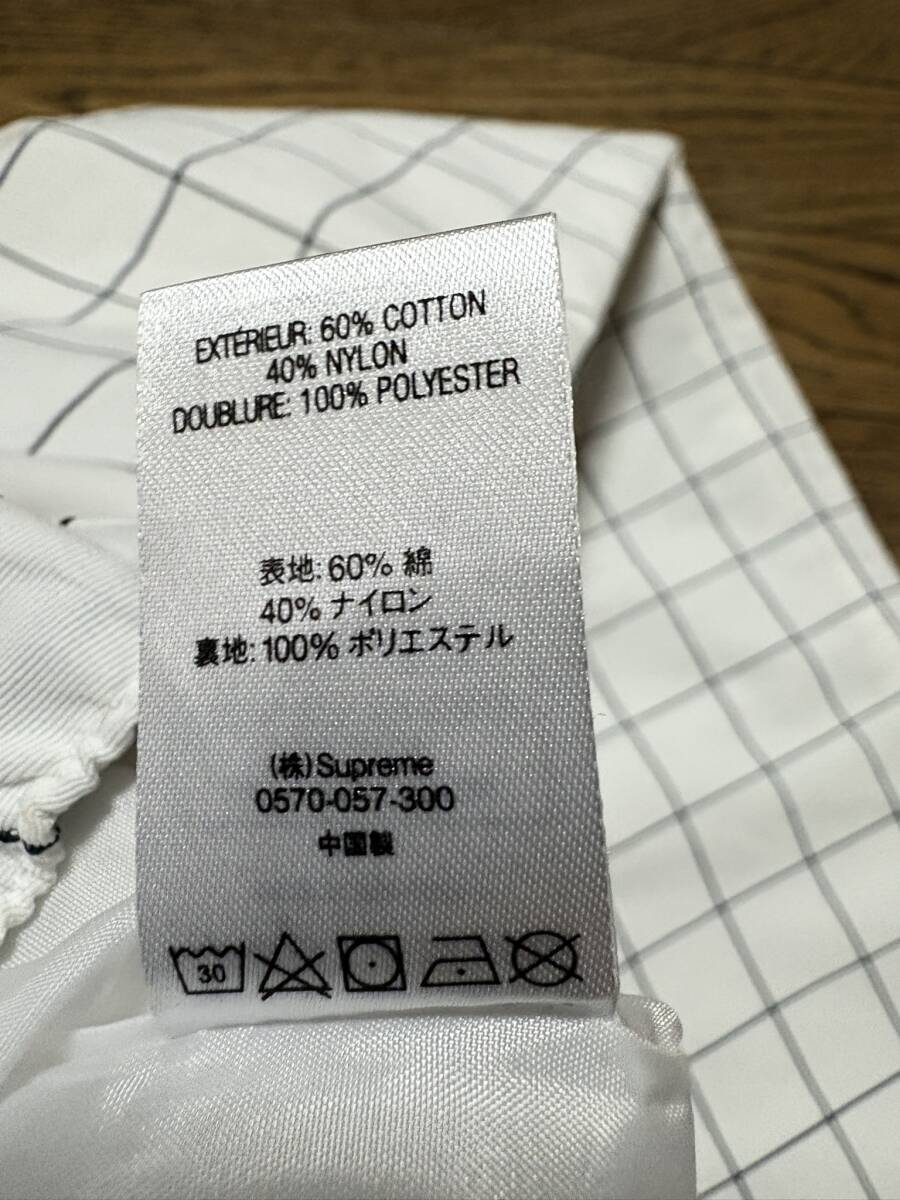 EXTÉRIEUR: 60% COTTON
40% NYLON
DOUBLURE: 100% POLYESTER
表地: 60% 綿
40% ナイロン
裏地: 100% ポリエステル
(株)Supreme
0570-057-300
中国製
30